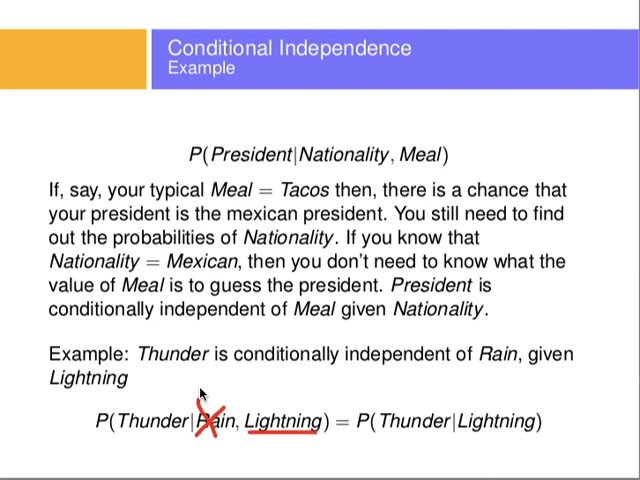 Conditional Independence
Example
P(President|Nationality, Meal)
If, say, your typical Meal = Tacos then, there is a chance that
your president is the mexican president. You still need to find
out the probabilities of Nationality. If you know that
Nationality = Mexican, then you don't need to know what the
value of Meal is to guess the president. President is
conditionally independent of Meal given Nationality.
Example: Thunder is conditionally independent of Rain, given
Lightning
P(Thunder|Rain, Lightning) = P(Thunder|Lightning)